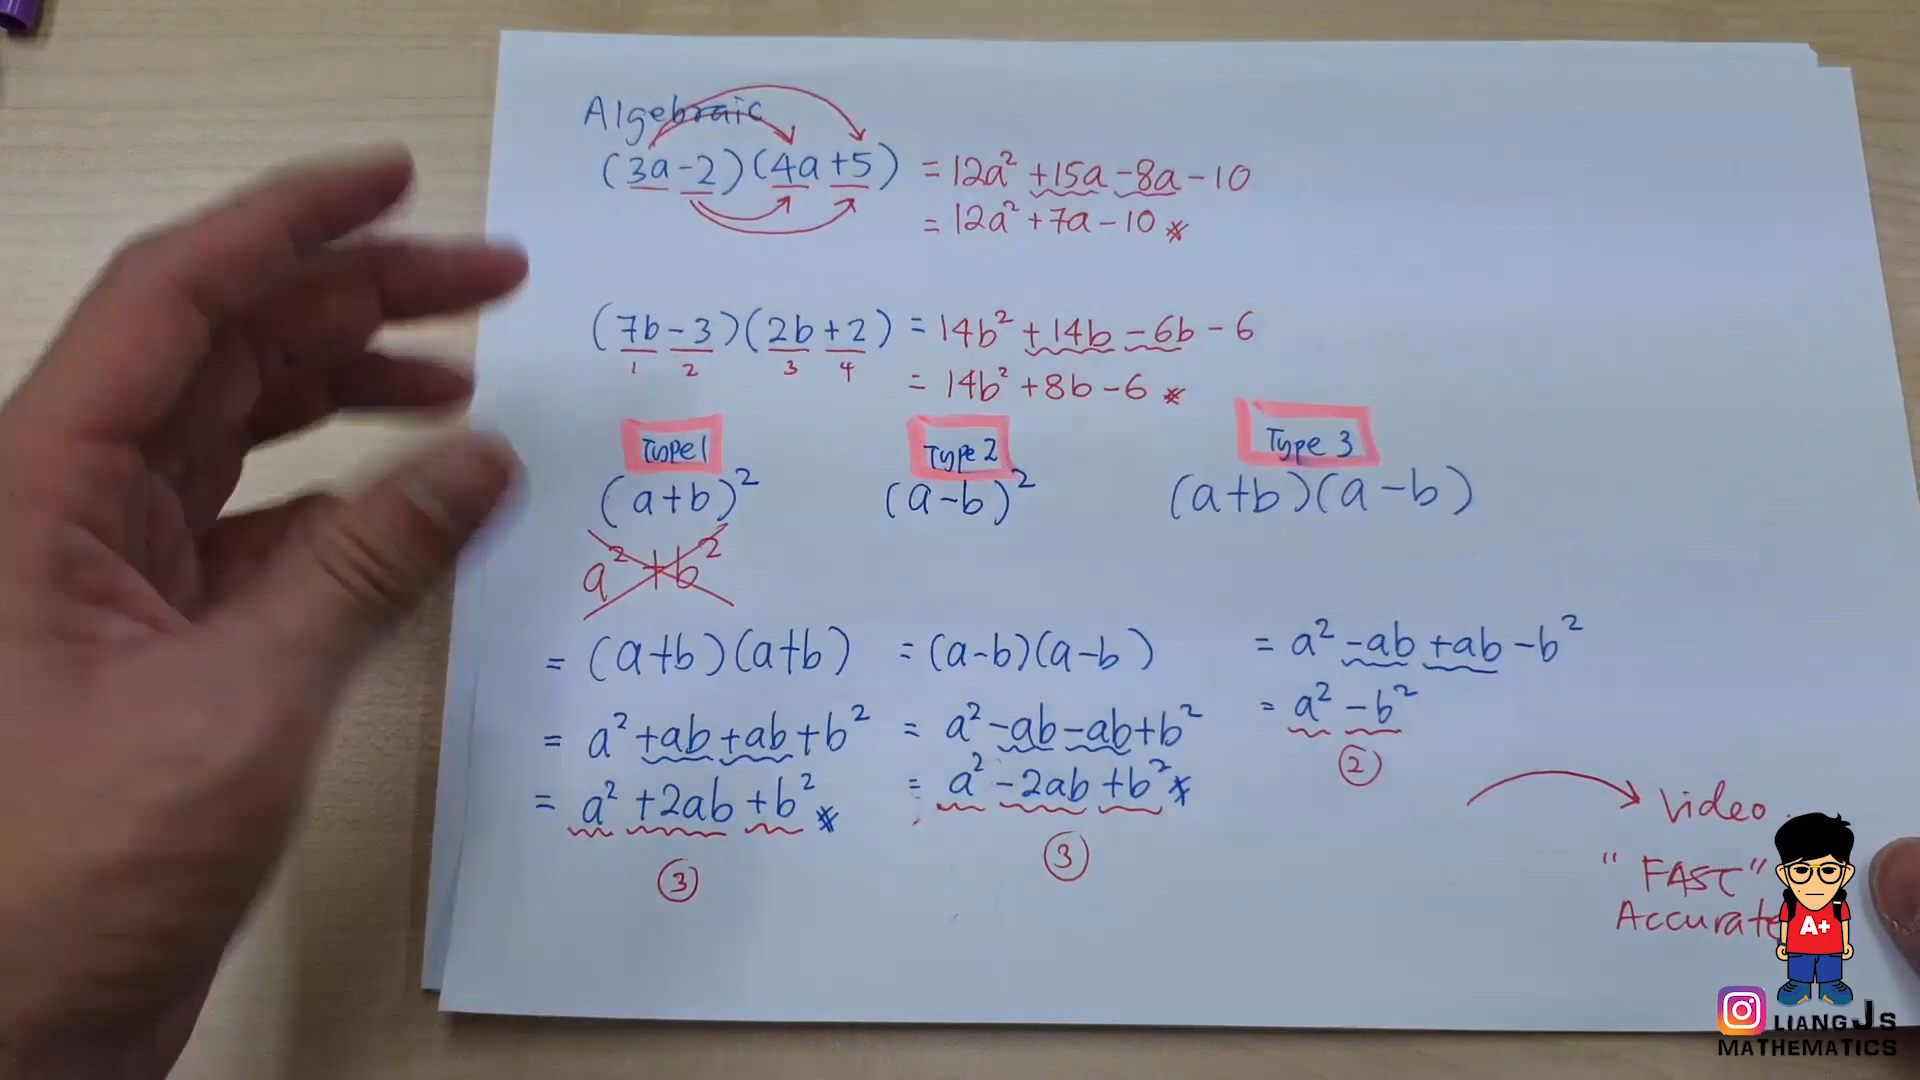 Algebraic
(3a-2)(4a+5) = 12a² +15a -8a -10
= 12a² +7a -10 *
(7b-3)(2b+2) = 14b² +14b -6b -6
1 2 3 4
= 14b² +8b -6 *
Type 1 Type 2 Type 3
(a+b)² (a-b)² (a+b)(a-b)
a² + b²
= (a+b)(a+b) = (a-b)(a-b) = a² -ab +ab -b²
= a² +ab +ab +b² = a² -ab -ab +b² = a² -b²
= a² +2ab +b² * = a² -2ab +b² * ②
③ ③
Video
"FAST"
Accurate
A+
LIANGJS
MATHEMATICS